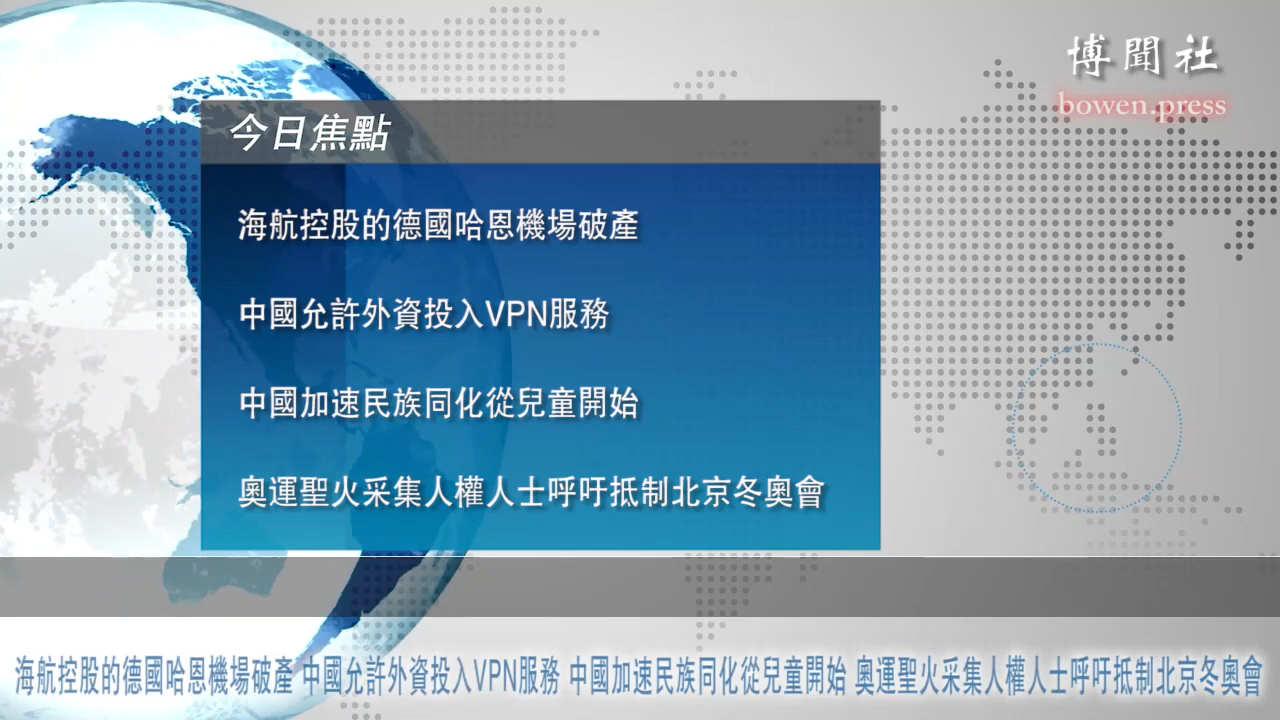 博聞社
bowen.press
今日焦點
海航控股的德國哈恩機場破產
中國允許外資投入VPN服務
中國加速民族同化從兒童開始
奧運聖火采集人權人士呼吁抵制北京冬奧會
海航控股的德國哈恩機場破產 中國允許外資投入VPN服務 中國加速民族同化從兒童開始 奧運聖火采集人權人士呼吁抵制北京冬奧會